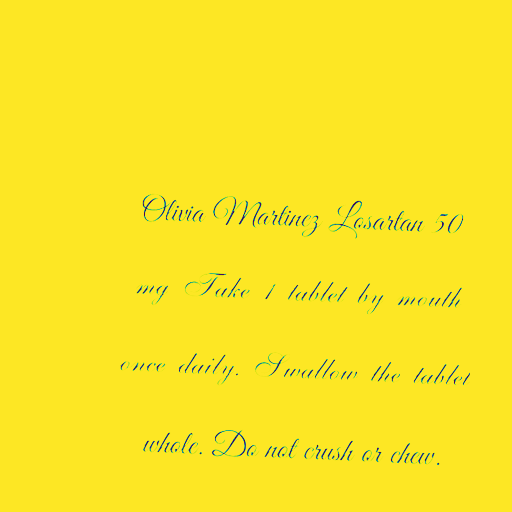 Olivia Martinez Losartan 50
mg Take 1 tablet by mouth
once daily. Swallow the tablet
whole. Do not crush or chew.